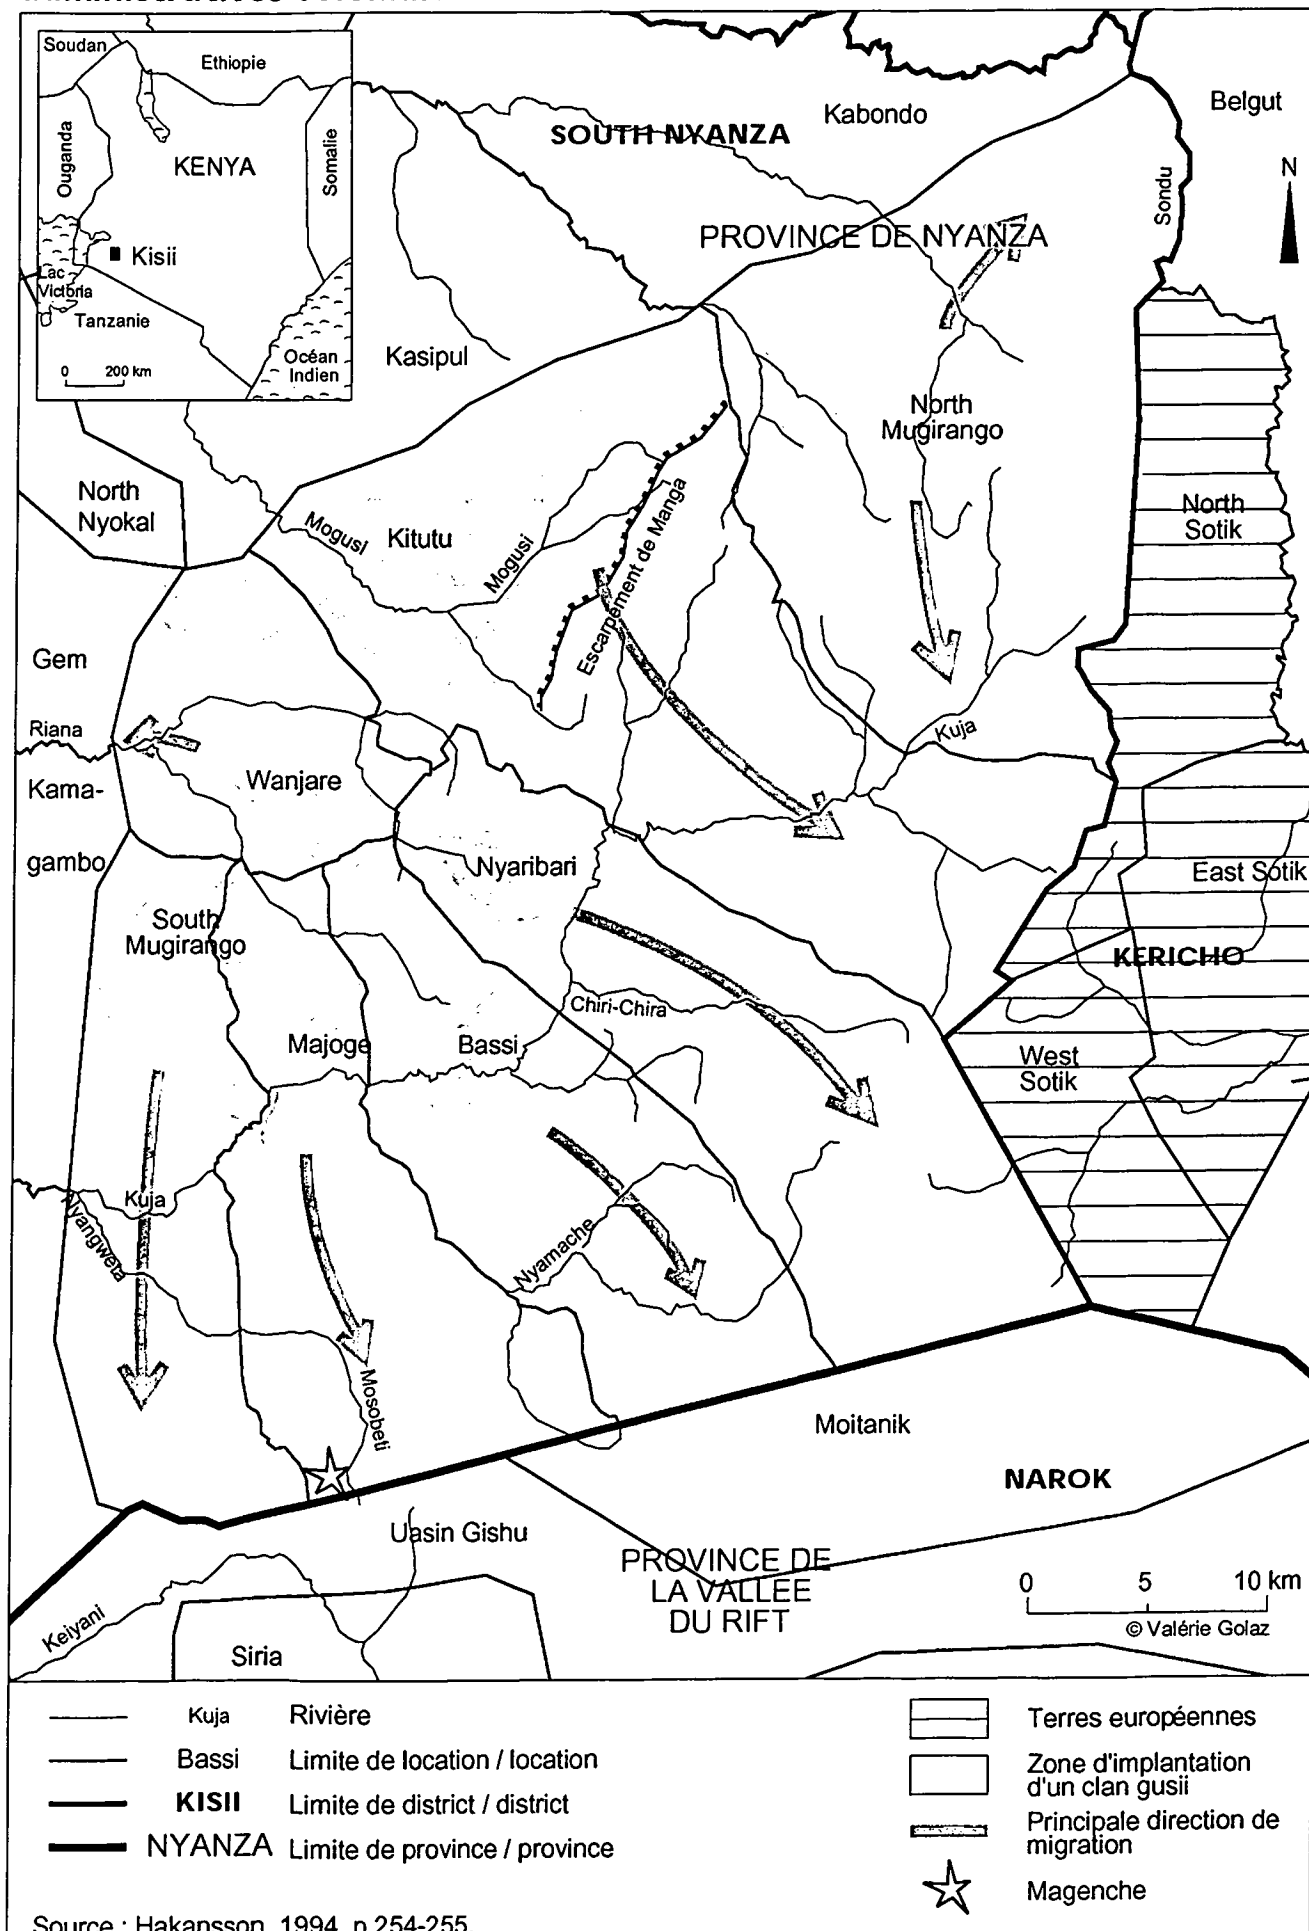 Soudan
Ethiopie
Ouganda
KENYA
Somalie
Kisii
Lac
Victoria
Tanzanie
Océan
Indien
0 200 km
SOUTH NYANZA
Kabondo
Belgut
N
Sondu
PROVINCE DE NYANZA
Kasipul
North
Mugirango
North
Nyokal
Mogusi
Kitutu
Mogusi
Escarpement de Manga
North
Sotik
Gem
Riana
Kuja
Kama-
gambo
Wanjare
Nyaribari
East Sotik
South
Mugirango
KERICHO
Chiri-Chira
Majoge
Bassi
West
Sotik
Kuja
Nyangweta
Nyamache
Mosobeti
Moitanik
NAROK
Uasin Gishu
PROVINCE DE
LA VALLEE
DU RIFT
0 5 10 km
© Valérie Golaz
Keiyani
Siria
Kuja Rivière
Bassi Limite de location / location
KISII Limite de district / district
NYANZA Limite de province / province
Terres européennes
Zone d'implantation
d'un clan gusii
Principale direction de
migration
Magenche
Source : Hakansson, 1994, p.254-255